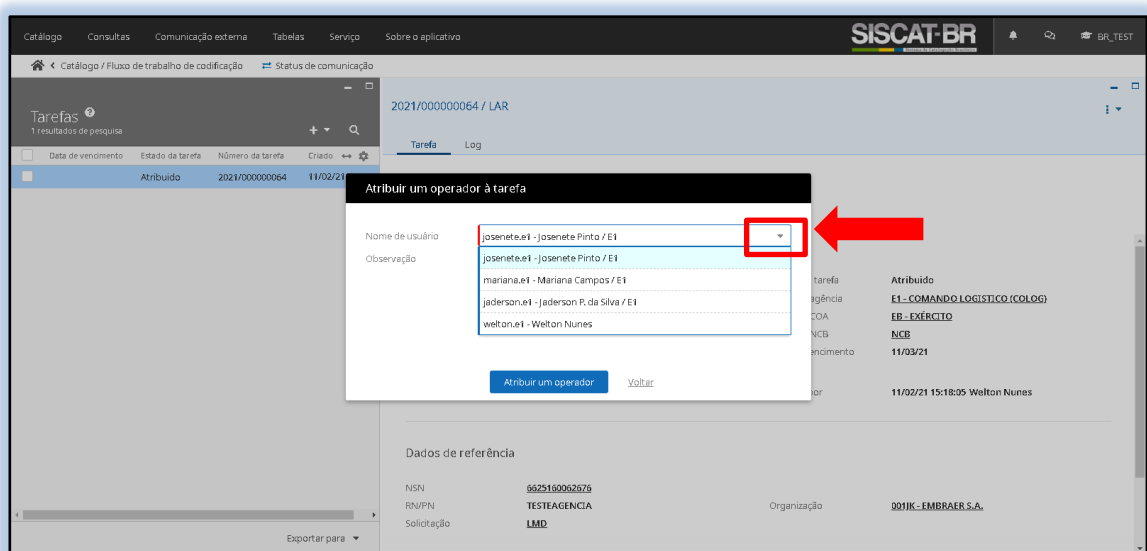 Catálogo Consultas Comunicação externa Tabelas Serviço Sobre o aplicativo SISCAT-BR BR_TEST
Catálogo / Fluxo de trabalho de codificação Status de comunicação
Tarefas
1 resultados de pesquisa
Data de vencimento Estado da tarefa Número da tarefa Criado
Atribuido 2021/000000064 11/02/21
2021/000000064 / LAR
Tarefa Log
Atribuir um operador à tarefa
Nome de usuário josenete.e1 - Josenete Pinto / E1
Observação
josenete.e1 - Josenete Pinto / E1
mariana.e1 - Mariana Campos / E1
jaderson.e1 - Jaderson P. da Silva / E1
welton.e1 - Welton Nunes
Atribuir um operador Voltar
tarefa Atribuido
agência E1 - COMANDO LOGISTICO (COLOG)
COA EB - EXÉRCITO
NCB NCB
encimento 11/03/21
por 11/02/21 15:18:05 Welton Nunes
Dados de referência
NSN 6625160062676
RN/PN TESTEAGENCIA Organização 001JK - EMBRAER S.A.
Solicitação LMD
Exportar para